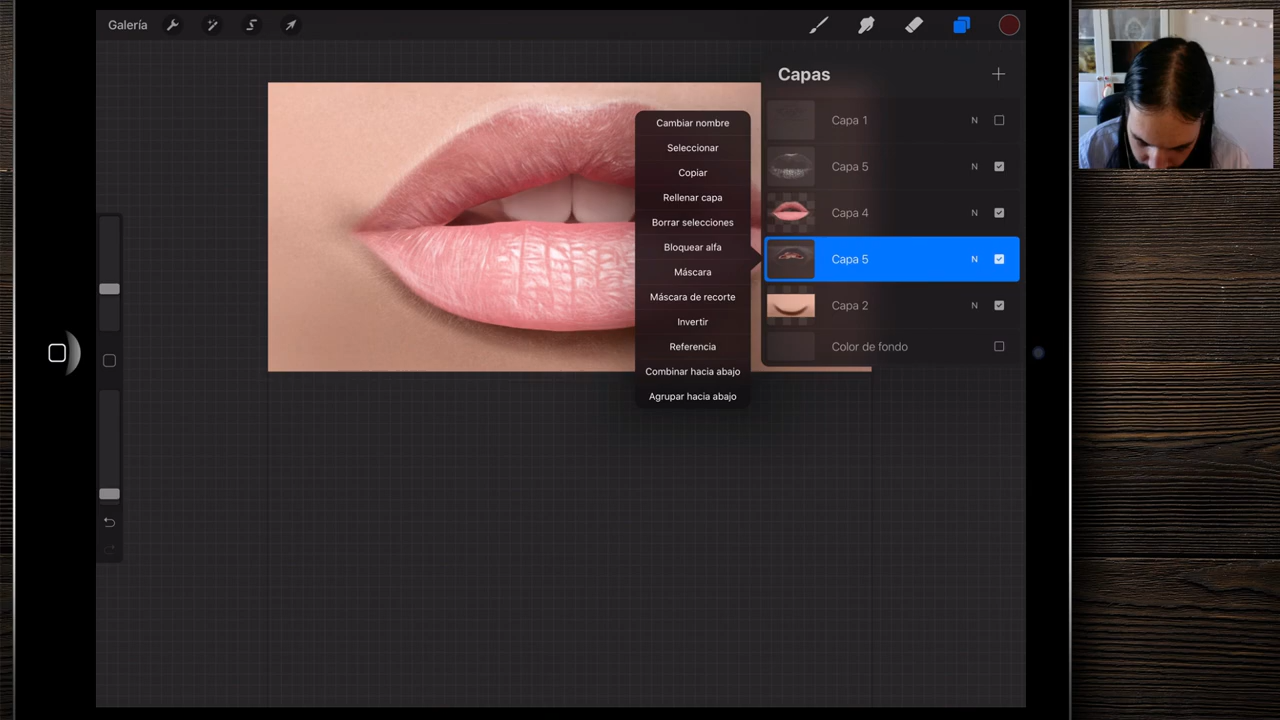 Galería
Capas
Capa 1 N
Capa 5 N
Capa 4 N
Capa 5 N
Capa 2 N
Color de fondo
Cambiar nombre
Seleccionar
Copiar
Rellenar capa
Borrar selecciones
Bloquear alfa
Máscara
Máscara de recorte
Invertir
Referencia
Combinar hacia abajo
Agrupar hacia abajo